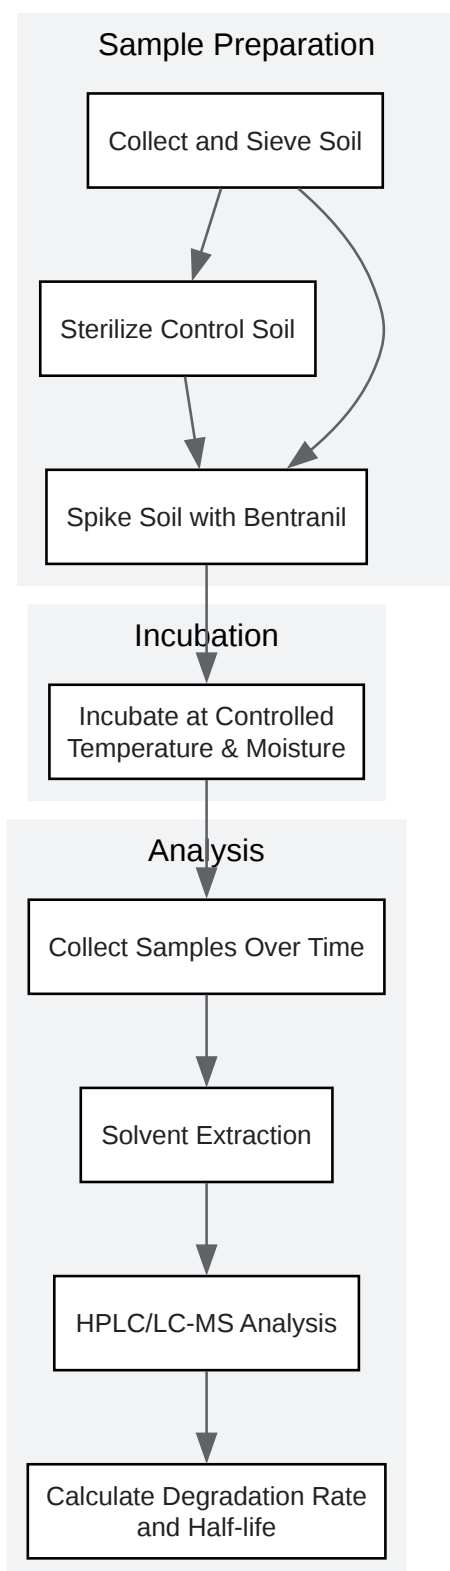 Sample Preparation
Collect and Sieve Soil
Sterilize Control Soil
Spike Soil with Bentranil
Incubation
Incubate at Controlled
Temperature & Moisture
Analysis
Collect Samples Over Time
Solvent Extraction
HPLC/LC-MS Analysis
Calculate Degradation Rate
and Half-life